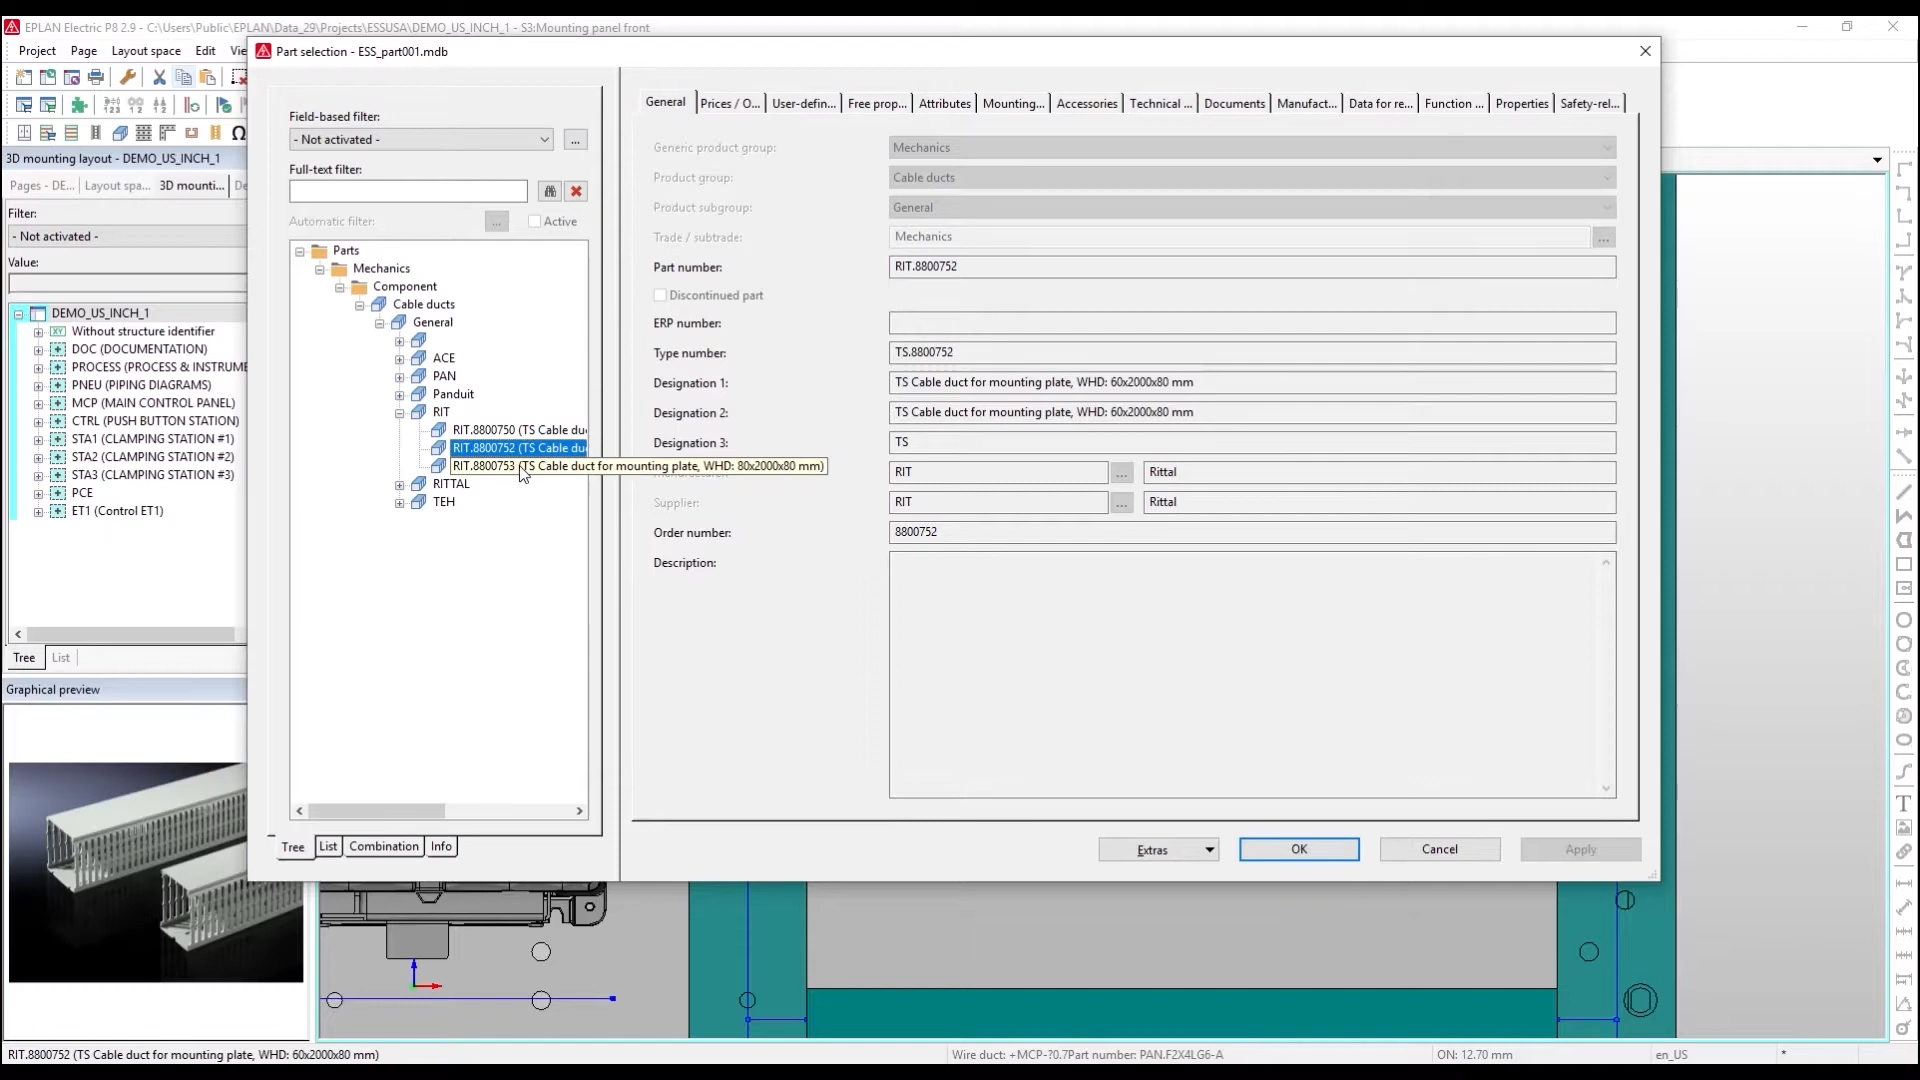 EPLAN Electric P8 2.9 - C:\Users\Public\EPLAN\Data_29\Projects\ESSUSA\DEMO_US_INCH_1 - S3:Mounting panel front
Project Page Layout space Edit
Part selection - ESS_part001.mdb
Field-based filter:
- Not activated -
...
Full-text filter:
Automatic filter:
...
Active
Parts
Mechanics
Component
Cable ducts
General
ACE
PAN
Panduit
RIT
RIT.8800750 (TS Cable
RIT.8800752 (TS Cable
RIT.8800753 (TS Cable duct for mounting plate, WHD: 80x2000x80 mm)
RITTAL
TEH
Tree List Combination Info
General Prices / O... User-defin... Free prop... Attributes Mounting... Accessories Technical ... Documents Manufact... Data for re... Function ... Properties Safety-rel...
Generic product group: Mechanics
Product group: Cable ducts
Product subgroup: General
Trade / subtrade: Mechanics ...
Part number: RIT.8800752
Discontinued part
ERP number:
Type number: TS.8800752
Designation 1: TS Cable duct for mounting plate, WHD: 60x2000x80 mm
Designation 2: TS Cable duct for mounting plate, WHD: 60x2000x80 mm
Designation 3: TS
RIT ... Rittal
Supplier: RIT ... Rittal
Order number: 8800752
Description:
Extras OK Cancel Apply
3D mounting layout - DEMO_US_INCH_1
Pages - DE... Layout spa... 3D mounti...
Filter:
- Not activated -
Value:
DEMO_US_INCH_1
Without structure identifier
DOC (DOCUMENTATION)
PROCESS (PROCESS & INSTRUME
PNEU (PIPING DIAGRAMS)
MCP (MAIN CONTROL PANEL)
CTRL (PUSH BUTTON STATION)
STA1 (CLAMPING STATION #1)
STA2 (CLAMPING STATION #2)
STA3 (CLAMPING STATION #3)
PCE
ET1 (Control ET1)
Tree List
Graphical preview
RIT.8800752 (TS Cable duct for mounting plate, WHD: 60x2000x80 mm)
Wire duct: +MCP-?0.7Part number: PAN.F2X4LG6-A
ON: 12.70 mm
en_US
*